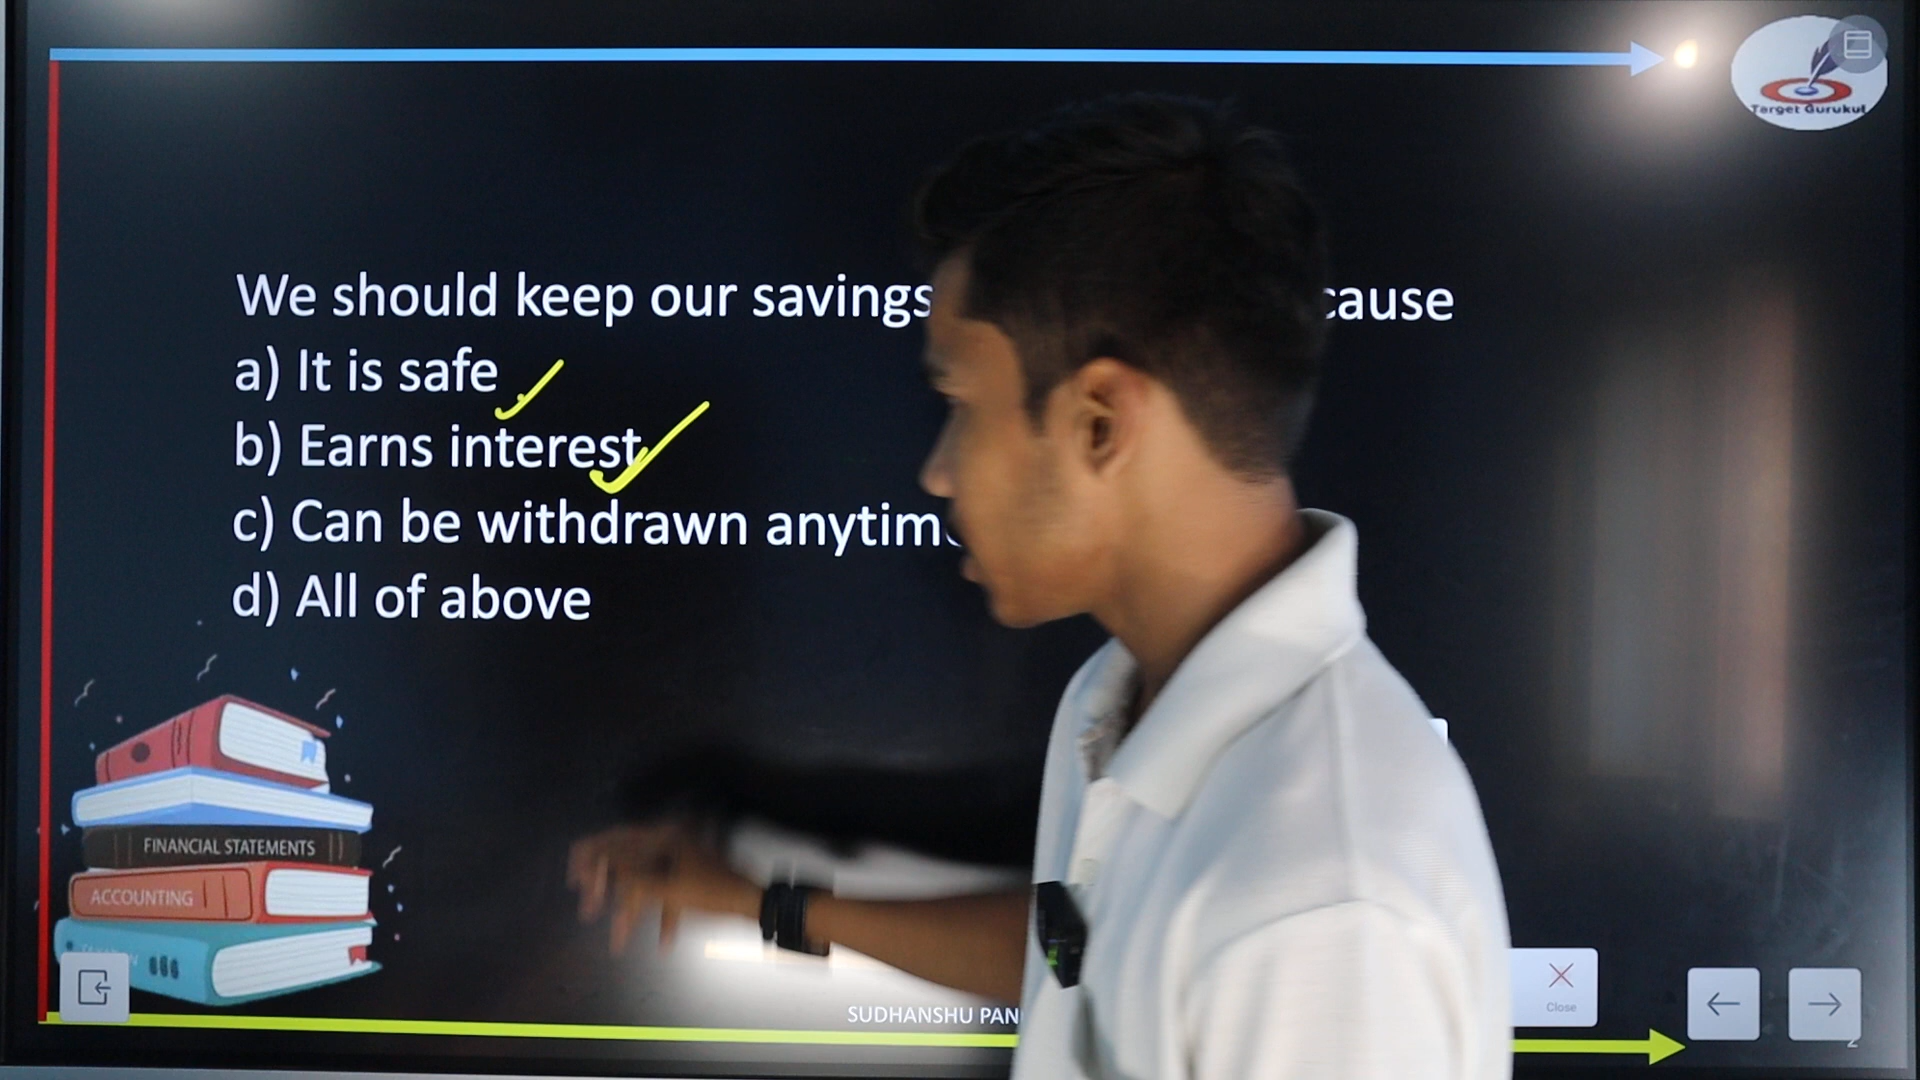 Target Gurukul
We should keep our savings cause
a) It is safe
b) Earns interest
c) Can be withdrawn anytim
d) All of above
FINANCIAL STATEMENTS
ACCOUNTING
SUDHANSHU PAN
Close
2